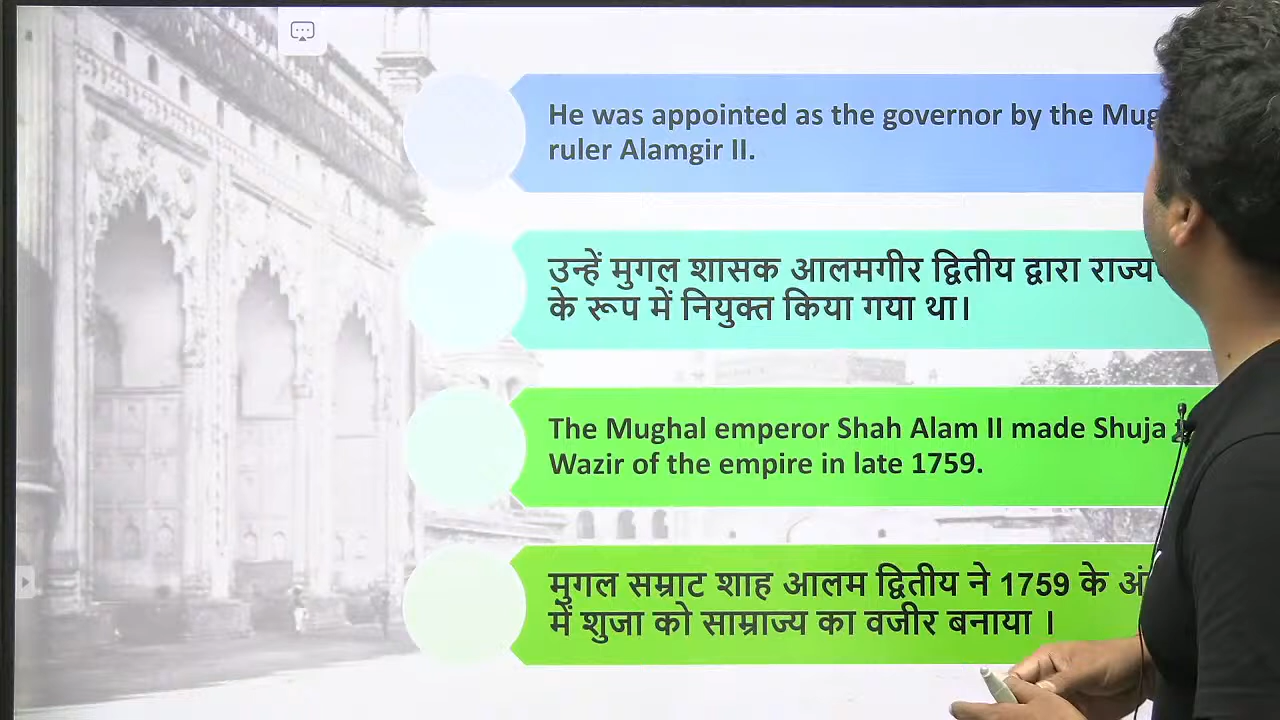 He was appointed as the governor by the
ruler Alamgir II.
उन्हें मुगल शासक आलमगीर द्वितीय द्वारा
के रूप में नियुक्त किया गया था।
The Mughal emperor Shah Alam II made Shuja
Wazir of the empire in late 1759.
मुगल सम्राट शाह आलम द्वितीय ने 1759 के
में शुजा को साम्राज्य का वजीर बनाया ।